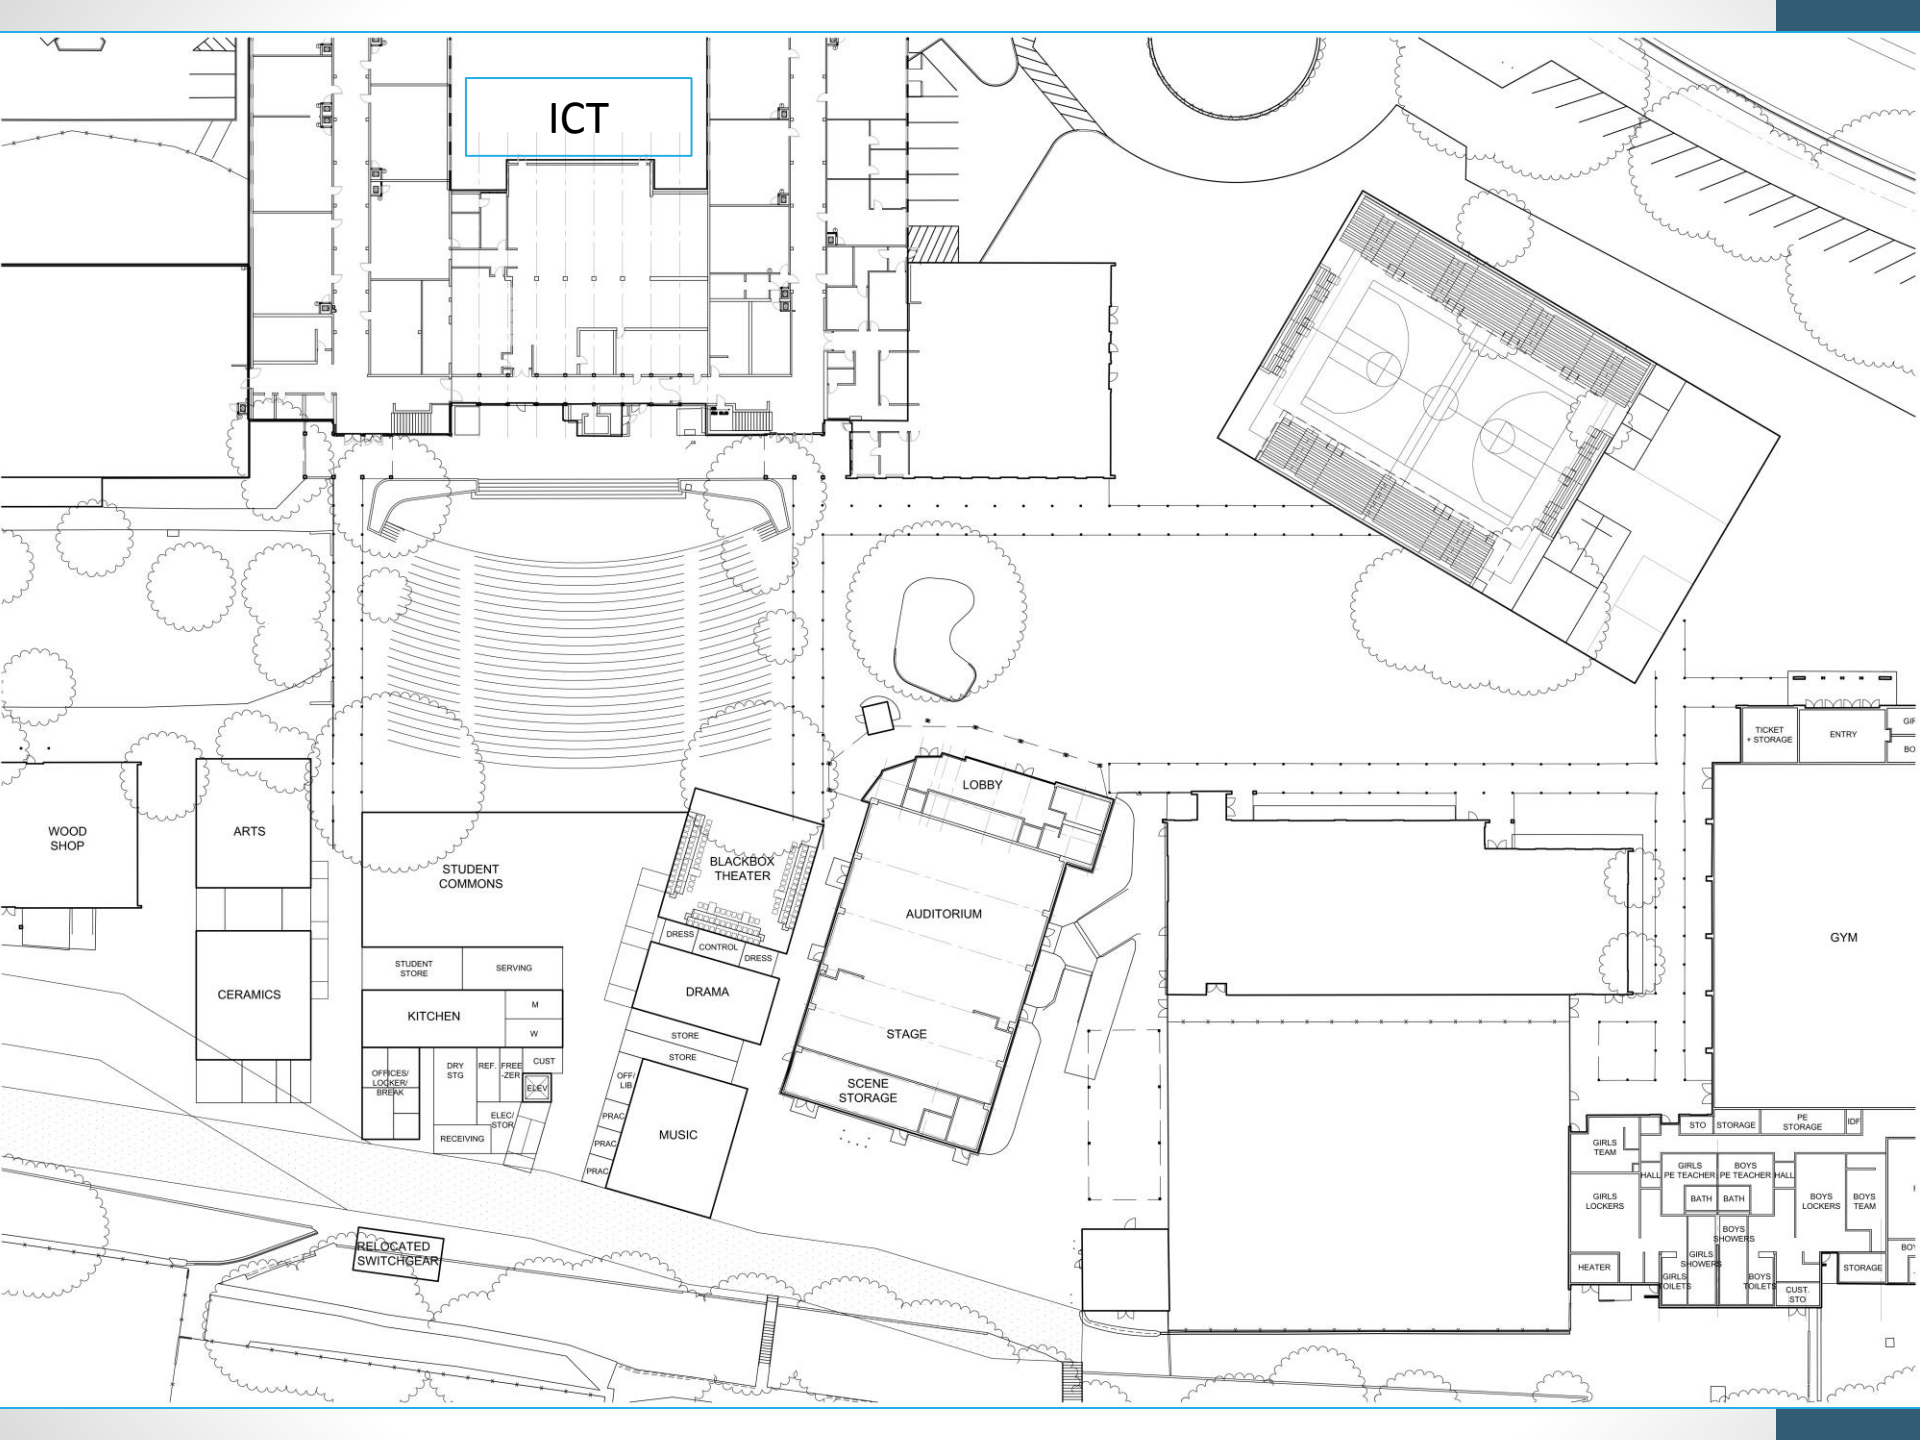 ICT
TICKET
+ STORAGE
ENTRY
GIF
BO
LOBBY
WOOD
SHOP
ARTS
STUDENT
COMMONS
BLACKBOX
THEATER
AUDITORIUM
GYM
DRESS
CONTROL
DRESS
STUDENT
STORE
SERVING
CERAMICS
DRAMA
KITCHEN
M
W
STORE
STORE
STAGE
OFFICES/
LOCKER/
BREAK
DRY
STG
REF.
FREE
-ZER
CUST
ELEV
ELEC/
STOR
RECEIVING
OFF/
LIB
PRAC
PRAC
PRAC
MUSIC
SCENE
STORAGE
STO
STORAGE
PE
STORAGE
IDF
GIRLS
TEAM
HALL
GIRLS
PE TEACHER
BOYS
PE TEACHER
HALL
GIRLS
LOCKERS
BATH
BATH
BOYS
LOCKERS
BOYS
TEAM
BOYS
SHOWERS
GIRLS
SHOWERS
HEATER
GIRLS
TOILETS
BOYS
TOILETS
CUST.
STO
STORAGE
BOY
RELOCATED
SWITCHGEAR